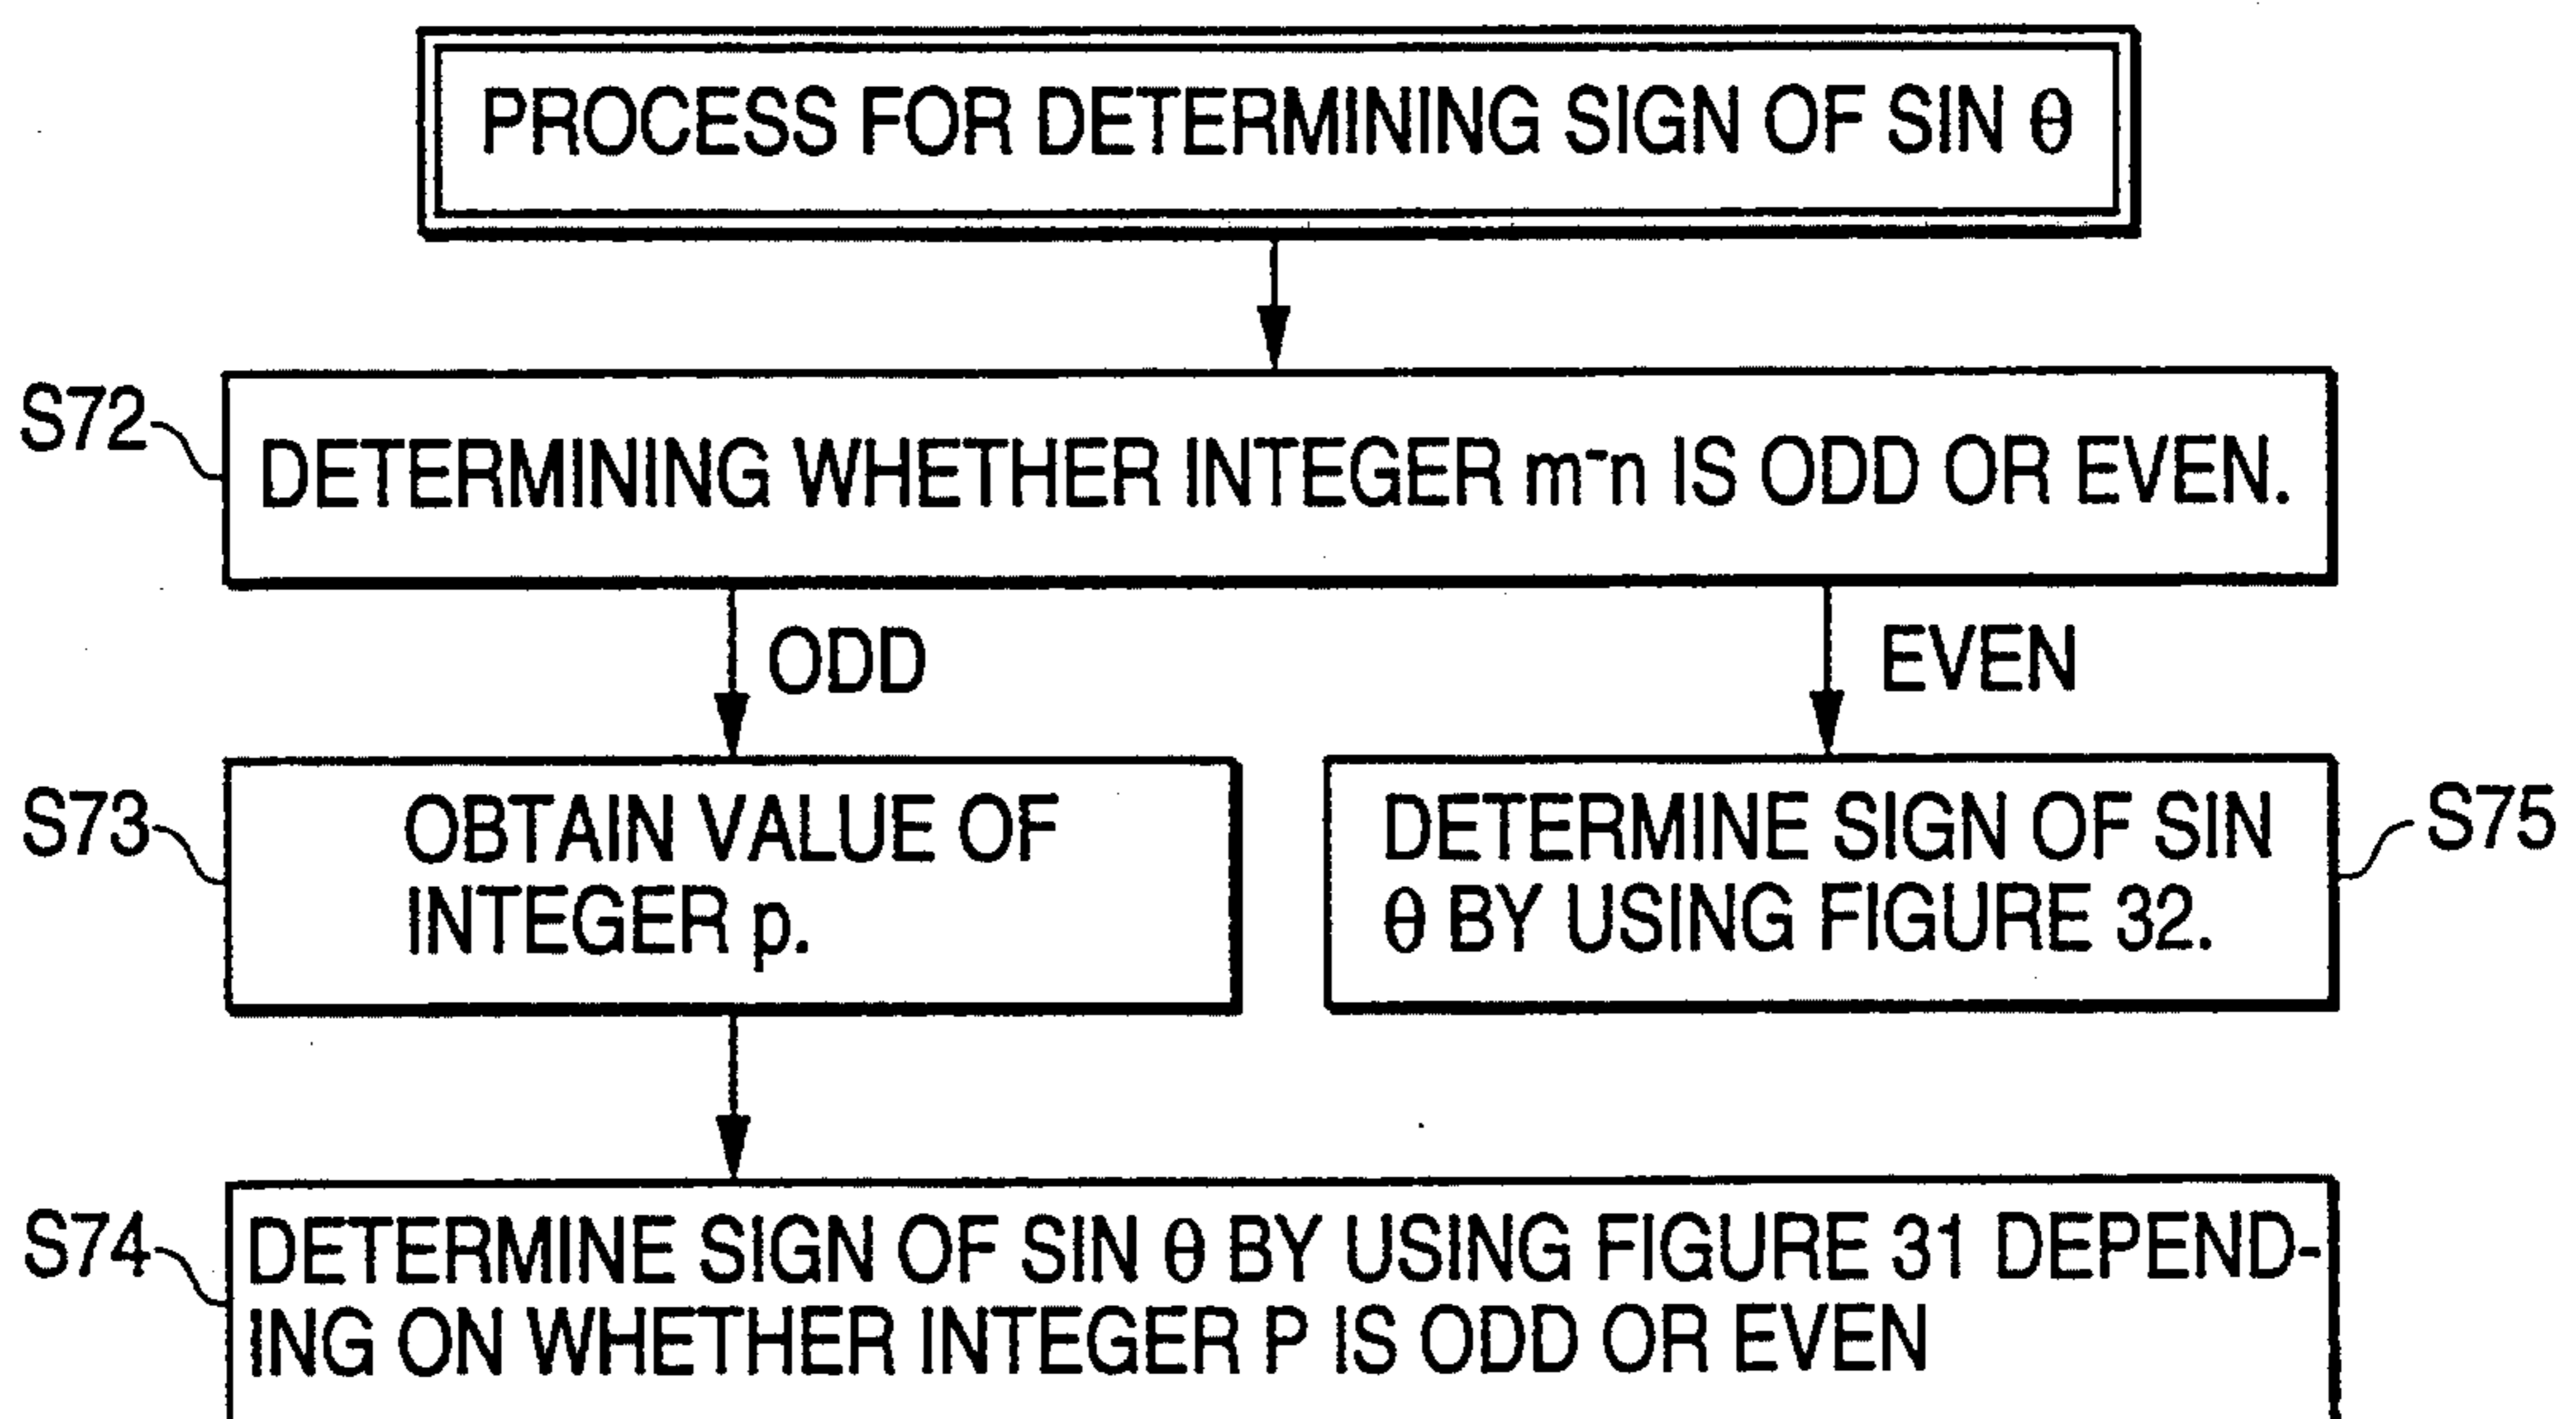 PROCESS FOR DETERMINING SIGN OF SIN θ
S72
DETERMINING WHETHER INTEGER m-n IS ODD OR EVEN.
ODD
EVEN
S73
OBTAIN VALUE OF
INTEGER p.
DETERMINE SIGN OF SIN
θ BY USING FIGURE 32.
S75
S74
DETERMINE SIGN OF SIN θ BY USING FIGURE 31 DEPEND-
ING ON WHETHER INTEGER P IS ODD OR EVEN